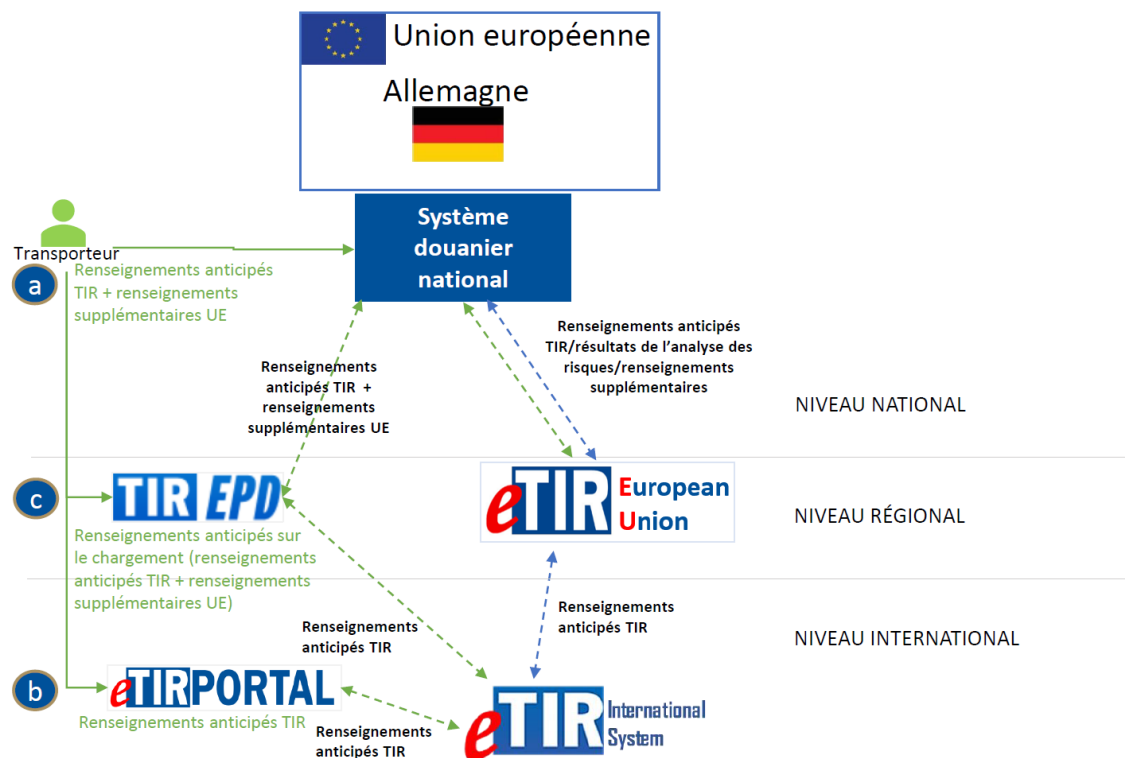 Union européenne
Allemagne
Système
douanier
national
Transporteur
a
Renseignements anticipés
TIR + renseignements
supplémentaires UE
Renseignements anticipés
TIR/résultats de l'analyse des
risques/renseignements
supplémentaires
Renseignements
anticipés TIR +
renseignements
supplémentaires UE
NIVEAU NATIONAL
c
TIR EPD
eTIR European
Union
NIVEAU RÉGIONAL
Renseignements anticipés sur
le chargement (renseignements
anticipés TIR + renseignements
supplémentaires UE)
Renseignements
anticipés TIR
Renseignements
anticipés TIR
NIVEAU INTERNATIONAL
b
eTIRPORTAL
Renseignements anticipés TIR
Renseignements
anticipés TIR
eTIR International
System